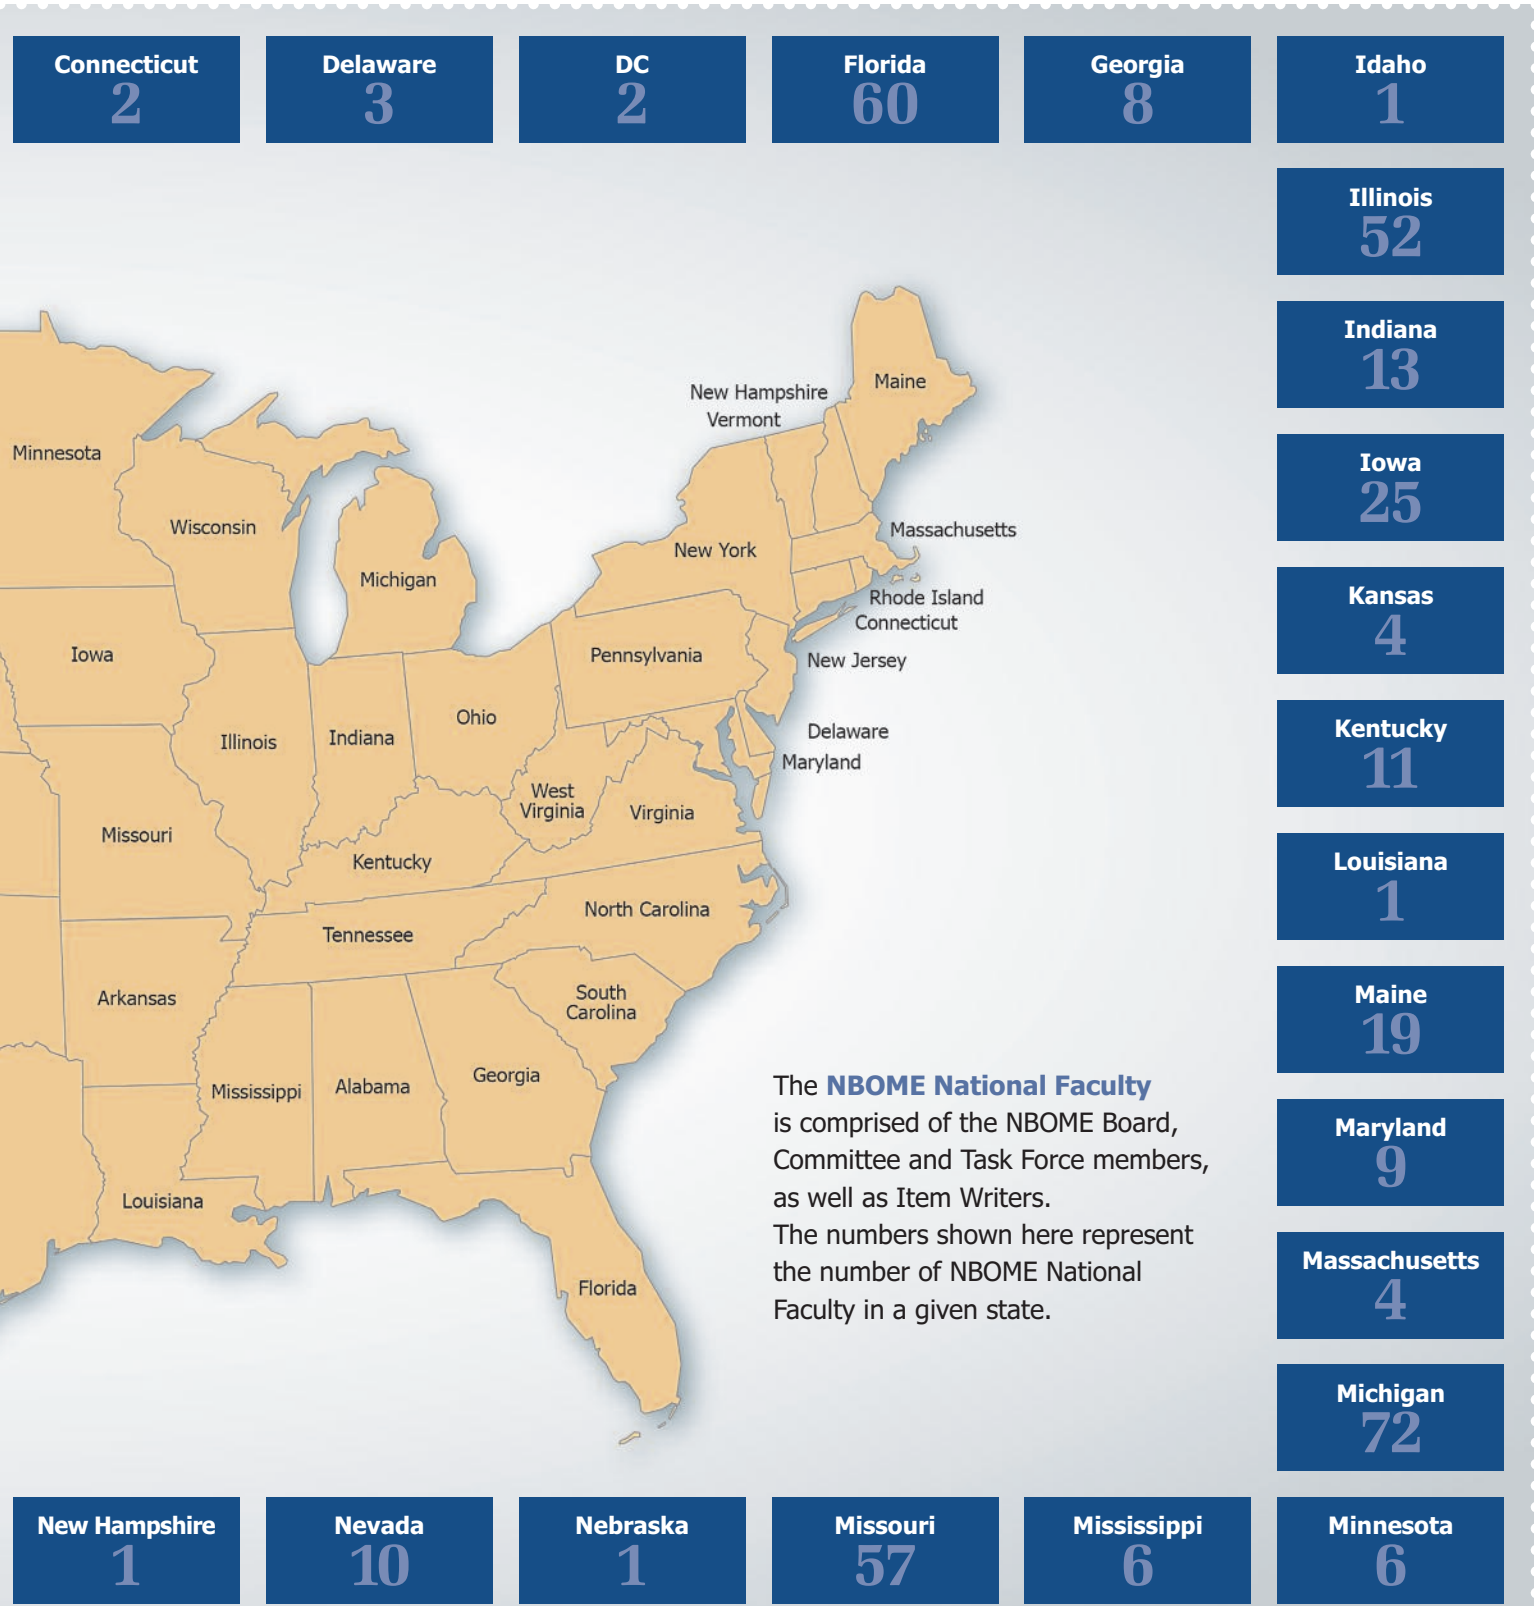 Connecticut
2
Delaware
3
DC
2
Florida
60
Georgia
8
Idaho
1
Illinois
52
Indiana
13
Iowa
25
Kansas
4
Kentucky
11
Louisiana
1
Maine
19
Maryland
9
Massachusetts
4
Michigan
72
Minnesota
6
Mississippi
6
Missouri
57
Nebraska
1
Nevada
10
New Hampshire
1
Maine
New Hampshire
Vermont
Minnesota
Wisconsin
Michigan
New York
Massachusetts
Rhode Island
Connecticut
Iowa
Pennsylvania
New Jersey
Illinois
Indiana
Ohio
Delaware
Maryland
West
Virginia
Virginia
Missouri
Kentucky
North Carolina
Tennessee
Arkansas
South
Carolina
Mississippi
Alabama
Georgia
Louisiana
Florida
The NBOME National Faculty
is comprised of the NBOME Board,
Committee and Task Force members,
as well as Item Writers.
The numbers shown here represent
the number of NBOME National
Faculty in a given state.